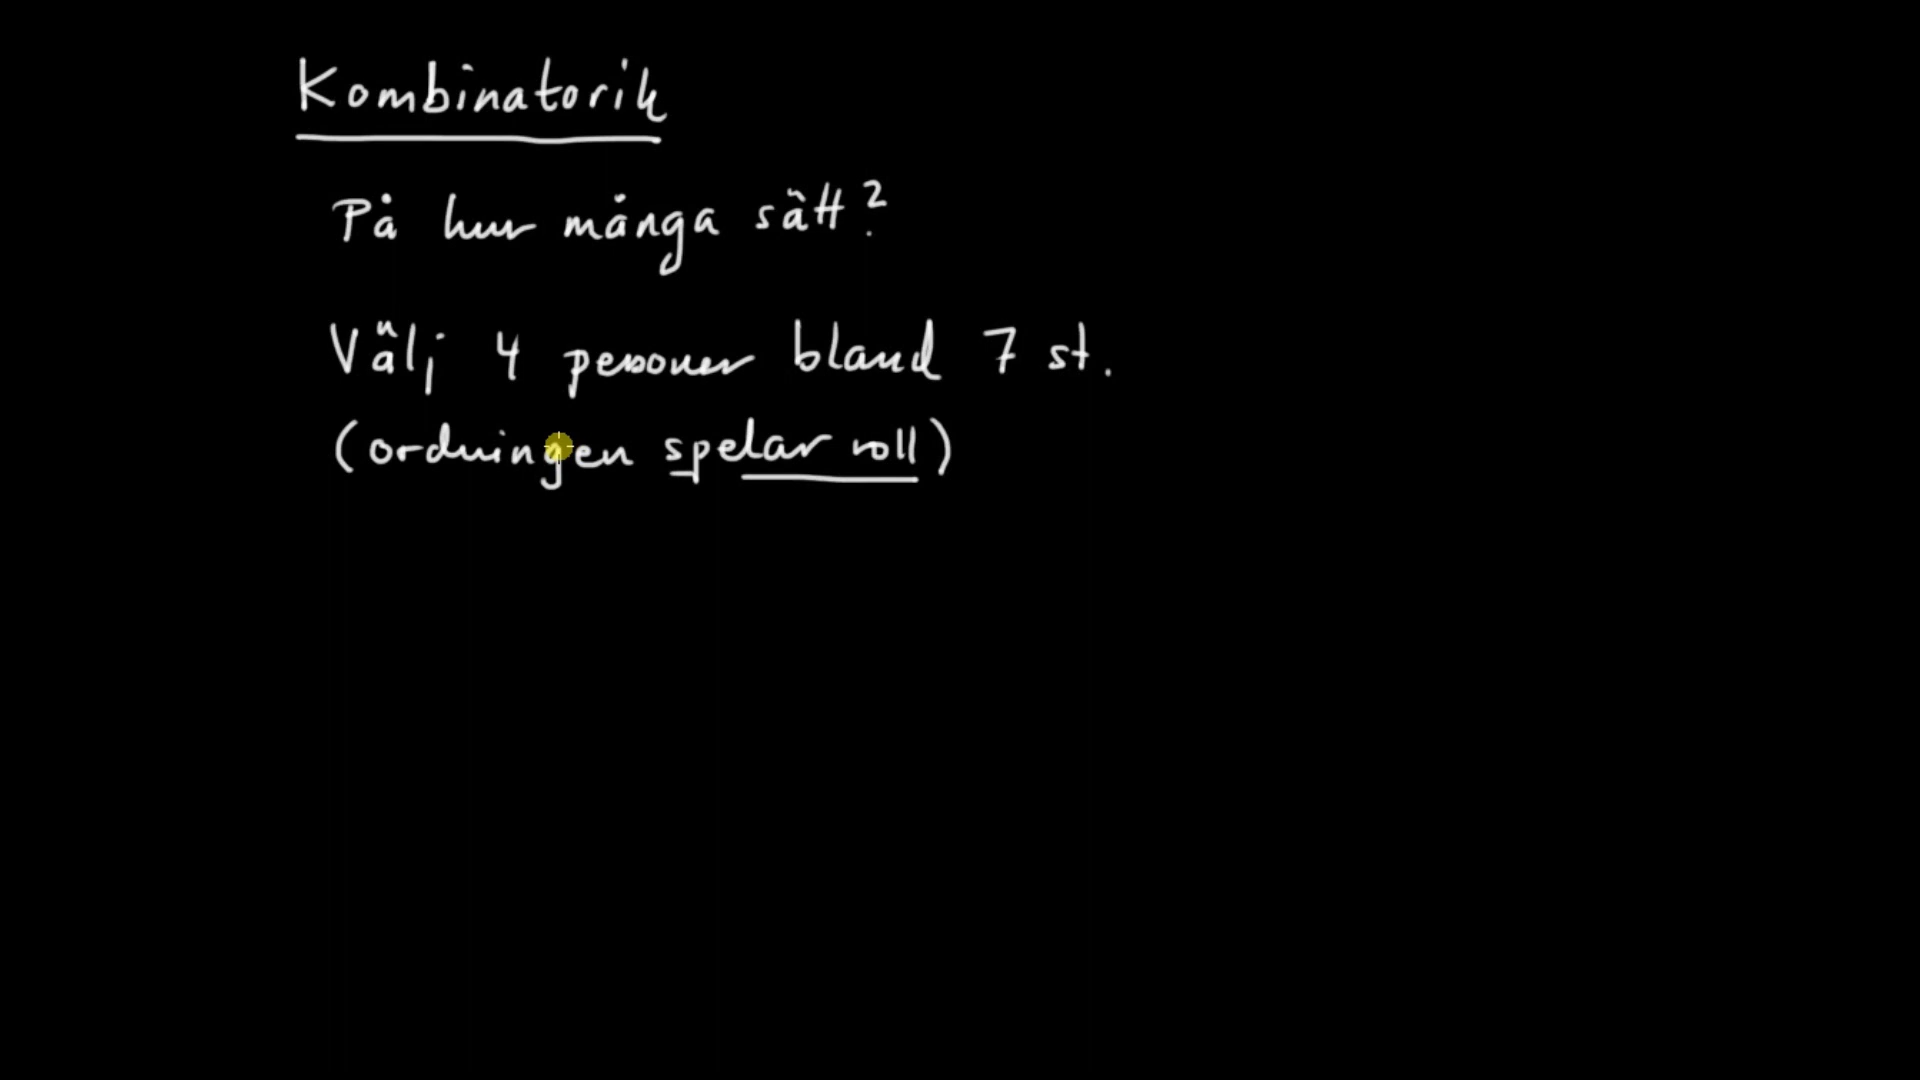 Kombinatorik
På hur många sätt?
Välj 4 personer bland 7 st.
(ordningen spelar roll)